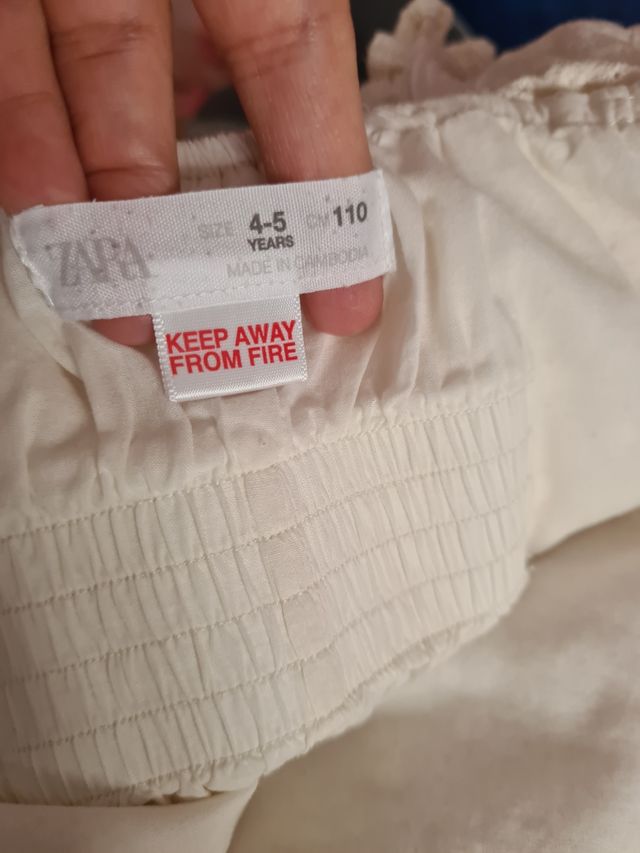 ZARA
SIZE 4-5 YEARS CM 110
MADE IN CAMBODIA
KEEP AWAY
FROM FIRE